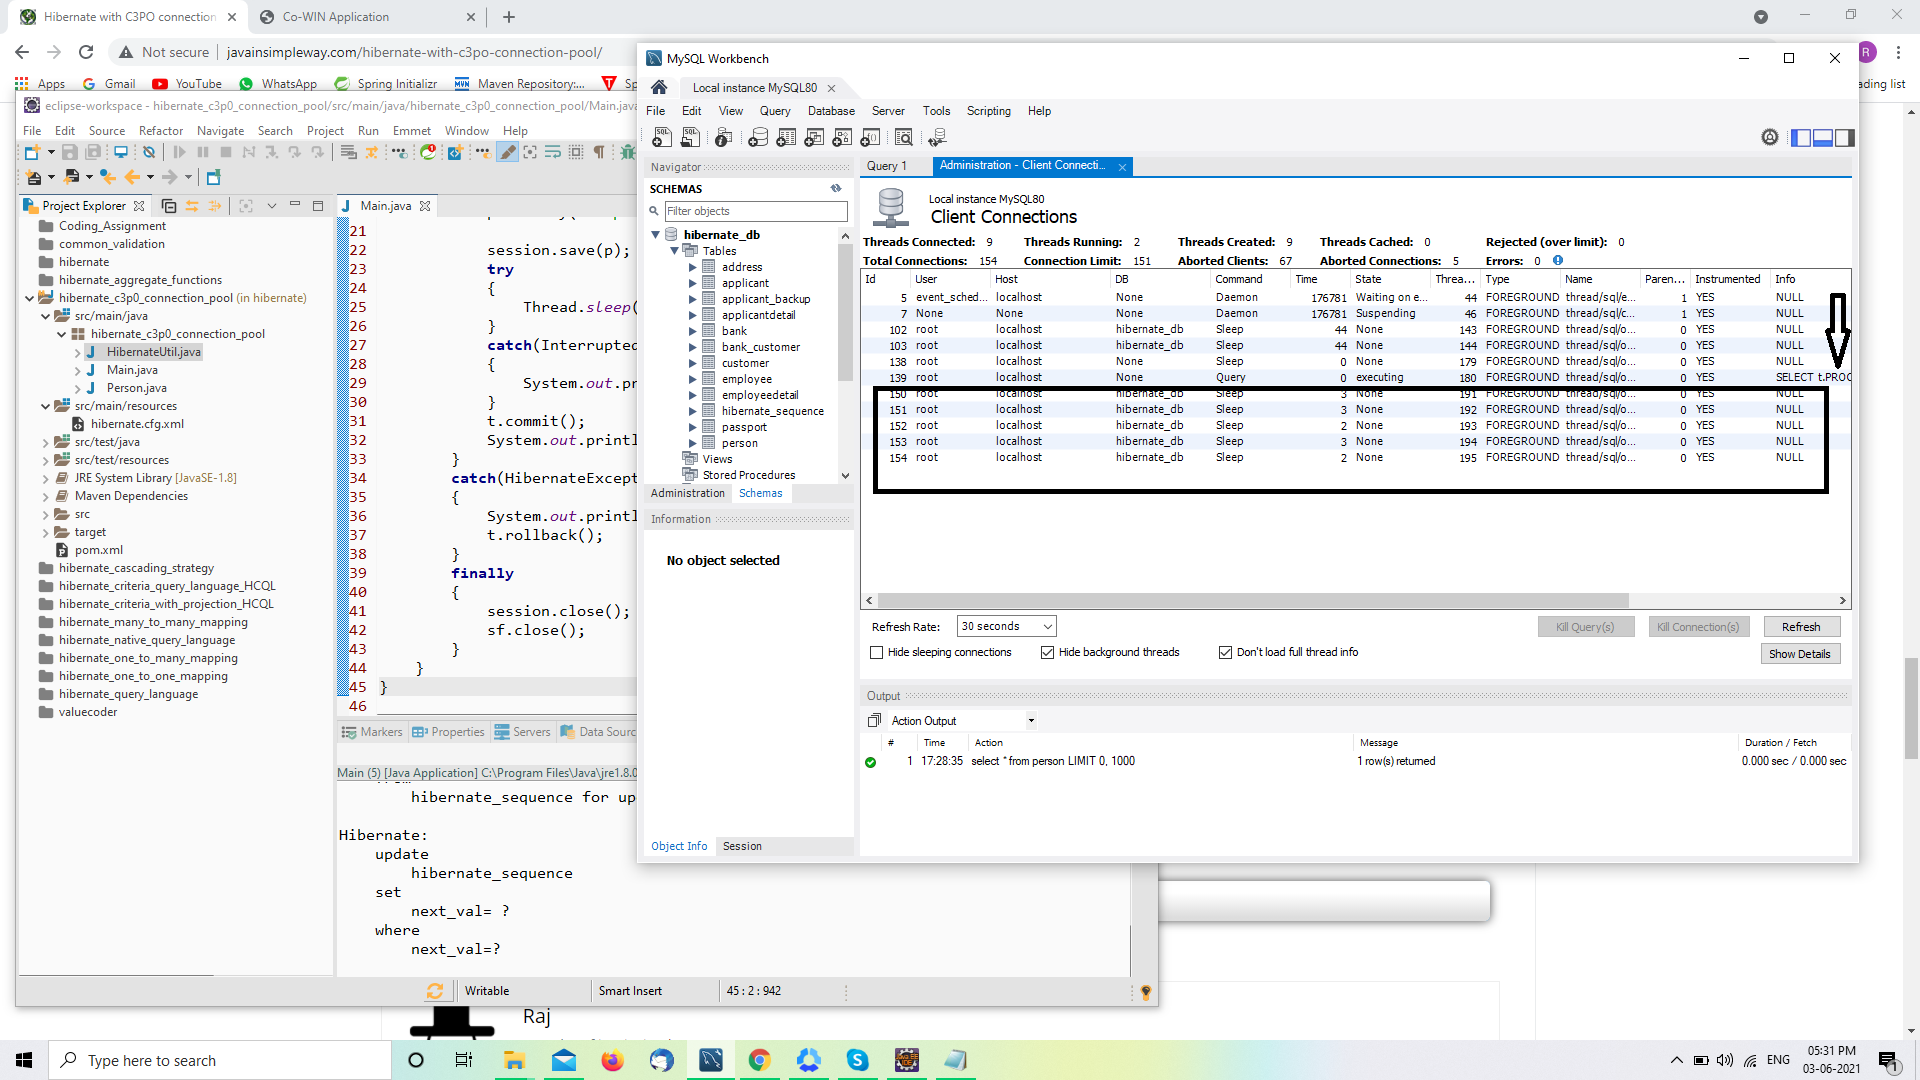 Hibernate with C3PO connection
Co-WIN Application
Not secure
javainsimpleway.com/hibernate-with-c3po-connection-pool/
R
Apps
Gmail
YouTube
WhatsApp
Spring Initializr
Maven Repository:...
ading list
eclipse-workspace - hibernate_c3p0_connection_pool/src/main/java/hibernate_c3p0_connection_pool/Main.java
File Edit Source Refactor Navigate Search Project Run Emmet Window Help
Project Explorer
Coding_Assignment
common_validation
hibernate
hibernate_aggregate_functions
hibernate_c3p0_connection_pool (in hibernate)
src/main/java
hibernate_c3p0_connection_pool
HibernateUtil.java
Main.java
Person.java
src/main/resources
hibernate.cfg.xml
src/test/java
src/test/resources
JRE System Library [JavaSE-1.8]
Maven Dependencies
src
target
pom.xml
hibernate_cascading_strategy
hibernate_criteria_query_language_HCQL
hibernate_criteria_with_projection_HCQL
hibernate_many_to_many_mapping
hibernate_native_query_language
hibernate_one_to_many_mapping
hibernate_one_to_one_mapping
hibernate_query_language
valuecoder
Main.java
21
22 session.save(p);
23 try
24 {
25 Thread.sleep(
26 }
27 catch(Interrupted
28 {
29 System.out.pr
30 }
31 t.commit();
32 System.out.printl
33 }
34 catch(HibernateExcept
35 {
36 System.out.printl
37 t.rollback();
38 }
39 finally
40 {
41 session.close();
42 sf.close();
43 }
44 }
45 }
46
Markers Properties Servers Data Sourc
Main (5) [Java Application] C:\Program Files\Java\jre1.8.0
hibernate_sequence for up
Hibernate:
update
hibernate_sequence
set
next_val= ?
where
next_val=?
Writable
Smart Insert
45 : 2 : 942
MySQL Workbench
Local instance MySQL80
File Edit View Query Database Server Tools Scripting Help
Navigator
SCHEMAS
Filter objects
hibernate_db
Tables
address
applicant
applicant_backup
applicantdetail
bank
bank_customer
customer
employee
employeedetail
hibernate_sequence
passport
person
Views
Stored Procedures
Administration Schemas
Information
No object selected
Object Info Session
Query 1
Administration - Client Connecti...
Local instance MySQL80
Client Connections
Threads Connected: 9 Threads Running: 2 Threads Created: 9 Threads Cached: 0 Rejected (over limit): 0
Total Connections: 154 Connection Limit: 151 Aborted Clients: 67 Aborted Connections: 5 Errors: 0
Id User Host DB Command Time State Threa... Type Name Paren... Instrumented Info
5 event_sched... localhost None Daemon 176781 Waiting on e... 44 FOREGROUND thread/sql/e... 1 YES NULL
7 None None None Daemon 176781 Suspending 46 FOREGROUND thread/sql/c... 1 YES NULL
102 root localhost hibernate_db Sleep 44 None 143 FOREGROUND thread/sql/o... 0 YES NULL
103 root localhost hibernate_db Sleep 44 None 144 FOREGROUND thread/sql/o... 0 YES NULL
138 root localhost None Sleep 0 None 179 FOREGROUND thread/sql/o... 0 YES NULL
139 root localhost None Query 0 executing 180 FOREGROUND thread/sql/o... 0 YES SELECT t.PROC
150 root localhost hibernate_db Sleep 3 None 191 FOREGROUND thread/sql/o... 0 YES NULL
151 root localhost hibernate_db Sleep 3 None 192 FOREGROUND thread/sql/o... 0 YES NULL
152 root localhost hibernate_db Sleep 2 None 193 FOREGROUND thread/sql/o... 0 YES NULL
153 root localhost hibernate_db Sleep 3 None 194 FOREGROUND thread/sql/o... 0 YES NULL
154 root localhost hibernate_db Sleep 2 None 195 FOREGROUND thread/sql/o... 0 YES NULL
Refresh Rate: 30 seconds
Kill Query(s) Kill Connection(s) Refresh
Hide sleeping connections Hide background threads Don't load full thread info
Show Details
Output
Action Output
# Time Action Message Duration / Fetch
1 17:28:35 select * from person LIMIT 0, 1000 1 row(s) returned 0.000 sec / 0.000 sec
Raj
Type here to search
ENG
05:31 PM
03-06-2021
1